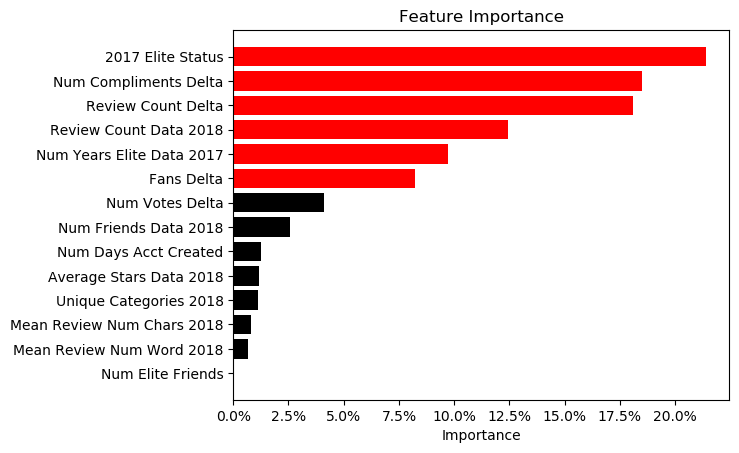 Feature Importance
2017 Elite Status
Num Compliments Delta
Review Count Delta
Review Count Data 2018
Num Years Elite Data 2017
Fans Delta
Num Votes Delta
Num Friends Data 2018
Num Days Acct Created
Average Stars Data 2018
Unique Categories 2018
Mean Review Num Chars 2018
Mean Review Num Word 2018
Num Elite Friends
0.0% 2.5% 5.0% 7.5% 10.0% 12.5% 15.0% 17.5% 20.0%
Importance